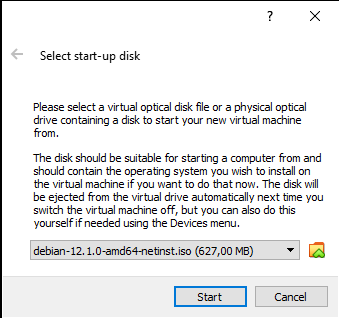 ?
Select start-up disk
Please select a virtual optical disk file or a physical optical
drive containing a disk to start your new virtual machine
from.
The disk should be suitable for starting a computer from and
should contain the operating system you wish to install on
the virtual machine if you want to do that now. The disk will
be ejected from the virtual drive automatically next time you
switch the virtual machine off, but you can also do this
yourself if needed using the Devices menu.
debian-12.1.0-amd64-netinst.iso (627,00 MB)
Start Cancel